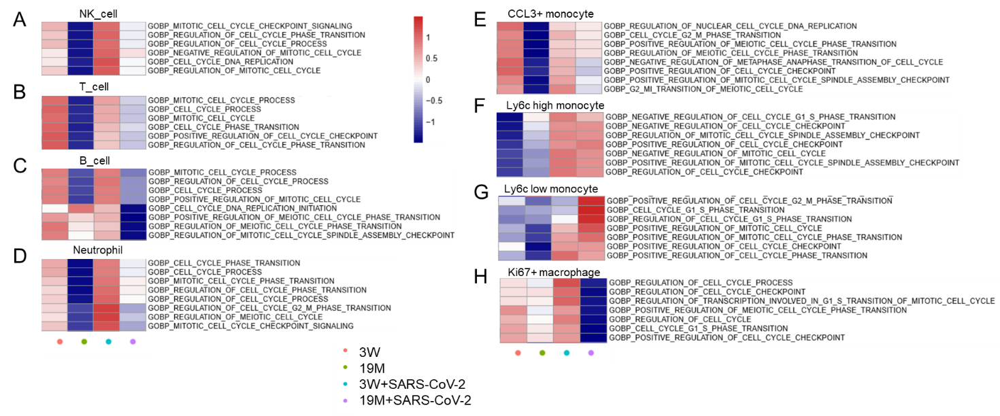 A
NK_cell
GOBP_MITOTIC_CELL_CYCLE_CHECKPOINT_SIGNALING
GOBP_REGULATION_OF_CELL_CYCLE_PHASE_TRANSITION
GOBP_REGULATION_OF_CELL_CYCLE_PROCESS
GOBP_NEGATIVE_REGULATION_OF_MITOTIC_CELL_CYCLE
GOBP_CELL_CYCLE_DNA_REPLICATION
GOBP_REGULATION_OF_MITOTIC_CELL_CYCLE
1
0.5
0
−0.5
−1
B
T_cell
GOBP_MITOTIC_CELL_CYCLE_PROCESS
GOBP_CELL_CYCLE_PROCESS
GOBP_MITOTIC_CELL_CYCLE
GOBP_CELL_CYCLE_PHASE_TRANSITION
GOBP_POSITIVE_REGULATION_OF_CELL_CYCLE_CHECKPOINT
GOBP_REGULATION_OF_CELL_CYCLE_PHASE_TRANSITION
C
B_cell
GOBP_MITOTIC_CELL_CYCLE_PROCESS
GOBP_REGULATION_OF_CELL_CYCLE_PROCESS
GOBP_CELL_CYCLE_PROCESS
GOBP_POSITIVE_REGULATION_OF_MITOTIC_CELL_CYCLE
GOBP_CELL_CYCLE_DNA_REPLICATION_INITIATION
GOBP_POSITIVE_REGULATION_OF_MEIOTIC_CELL_CYCLE_PHASE_TRANSITION
GOBP_REGULATION_OF_MEIOTIC_CELL_CYCLE_PHASE_TRANSITION
GOBP_REGULATION_OF_MITOTIC_CELL_CYCLE_SPINDLE_ASSEMBLY_CHECKPOINT
D
Neutrophil
GOBP_CELL_CYCLE_PHASE_TRANSITION
GOBP_CELL_CYCLE_PROCESS
GOBP_MITOTIC_CELL_CYCLE_PHASE_TRANSITION
GOBP_REGULATION_OF_CELL_CYCLE_PHASE_TRANSITION
GOBP_REGULATION_OF_CELL_CYCLE_PROCESS
GOBP_REGULATION_OF_CELL_CYCLE_G2_M_PHASE_TRANSITION
GOBP_REGULATION_OF_MEIOTIC_CELL_CYCLE
GOBP_MITOTIC_CELL_CYCLE_CHECKPOINT_SIGNALING
3W
19M
3W+SARS-CoV-2
19M+SARS-CoV-2
E
CCL3+ monocyte
GOBP_REGULATION_OF_NUCLEAR_CELL_CYCLE_DNA_REPLICATION
GOBP_CELL_CYCLE_G2_M_PHASE_TRANSITION
GOBP_POSITIVE_REGULATION_OF_MEIOTIC_CELL_CYCLE_PHASE_TRANSITION
GOBP_REGULATION_OF_MEIOTIC_CELL_CYCLE_PHASE_TRANSITION
GOBP_NEGATIVE_REGULATION_OF_METAPHASE_ANAPHASE_TRANSITION_OF_CELL_CYCLE
GOBP_POSITIVE_REGULATION_OF_CELL_CYCLE_CHECKPOINT
GOBP_POSITIVE_REGULATION_OF_MITOTIC_CELL_CYCLE_SPINDLE_ASSEMBLY_CHECKPOINT
GOBP_G2_MI_TRANSITION_OF_MEIOTIC_CELL_CYCLE
F
Ly6c high monocyte
GOBP_NEGATIVE_REGULATION_OF_CELL_CYCLE_G1_S_PHASE_TRANSITION
GOBP_NEGATIVE_REGULATION_OF_CELL_CYCLE_CHECKPOINT
GOBP_REGULATION_OF_MITOTIC_CELL_CYCLE_SPINDLE_ASSEMBLY_CHECKPOINT
GOBP_POSITIVE_REGULATION_OF_CELL_CYCLE_CHECKPOINT
GOBP_NEGATIVE_REGULATION_OF_MITOTIC_CELL_CYCLE
GOBP_POSITIVE_REGULATION_OF_MITOTIC_CELL_CYCLE_SPINDLE_ASSEMBLY_CHECKPOINT
GOBP_REGULATION_OF_CELL_CYCLE_CHECKPOINT
G
Ly6c low monocyte
GOBP_POSITIVE_REGULATION_OF_CELL_CYCLE_G2_M_PHASE_TRANSITION
GOBP_CELL_CYCLE_G1_S_PHASE_TRANSITION
GOBP_REGULATION_OF_CELL_CYCLE_G1_S_PHASE_TRANSITION
GOBP_POSITIVE_REGULATION_OF_MITOTIC_CELL_CYCLE
GOBP_POSITIVE_REGULATION_OF_MITOTIC_CELL_CYCLE_PHASE_TRANSITION
GOBP_POSITIVE_REGULATION_OF_CELL_CYCLE_CHECKPOINT
GOBP_POSITIVE_REGULATION_OF_CELL_CYCLE_PHASE_TRANSITION
H
Ki67+ macrophage
GOBP_REGULATION_OF_CELL_CYCLE_PROCESS
GOBP_REGULATION_OF_CELL_CYCLE_CHECKPOINT
GOBP_REGULATION_OF_TRANSCRIPTION_INVOLVED_IN_G1_S_TRANSITION_OF_MITOTIC_CELL_CYCLE
GOBP_POSITIVE_REGULATION_OF_MEIOTIC_CELL_CYCLE_PHASE_TRANSITION
GOBP_REGULATION_OF_CELL_CYCLE
GOBP_CELL_CYCLE_G1_S_PHASE_TRANSITION
GOBP_POSITIVE_REGULATION_OF_CELL_CYCLE_CHECKPOINT